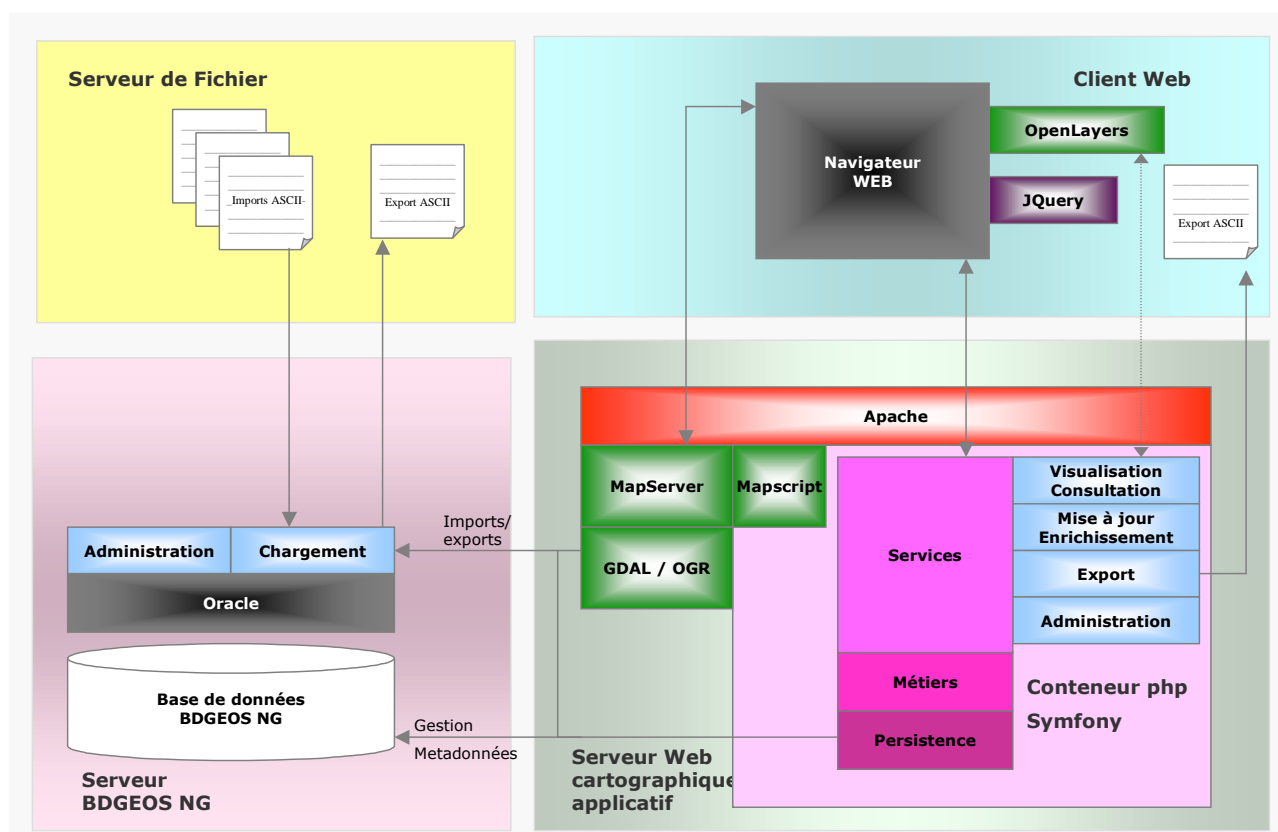 Serveur de Fichier
Imports ASCII
Export ASCII
Client Web
Navigateur
WEB
OpenLayers
JQuery
Export ASCII
Apache
MapServer
Mapscript
GDAL / OGR
Services
Visualisation
Consultation
Mise à jour
Enrichissement
Export
Administration
Métiers
Persistence
Conteneur php
Symfony
Serveur Web
cartographique
applicatif
Imports/
exports
Administration
Chargement
Oracle
Base de données
BDGEOS NG
Gestion
Metadonnées
Serveur
BDGEOS NG